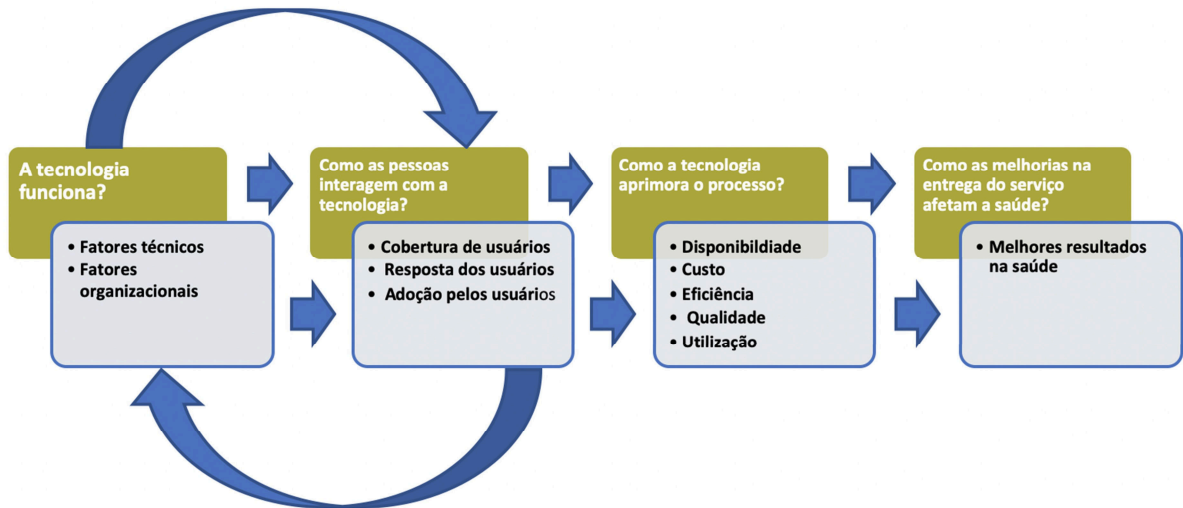 A tecnologia
funciona?
• Fatores técnicos
• Fatores
organizacionais
Como as pessoas
interagem com a
tecnologia?
• Cobertura de usuários
• Resposta dos usuários
• Adoção pelos usuários
Como a tecnologia
aprimora o processo?
• Disponibildiade
• Custo
• Eficiência
• Qualidade
• Utilização
Como as melhorias na
entrega do serviço
afetam a saúde?
• Melhores resultados
na saúde